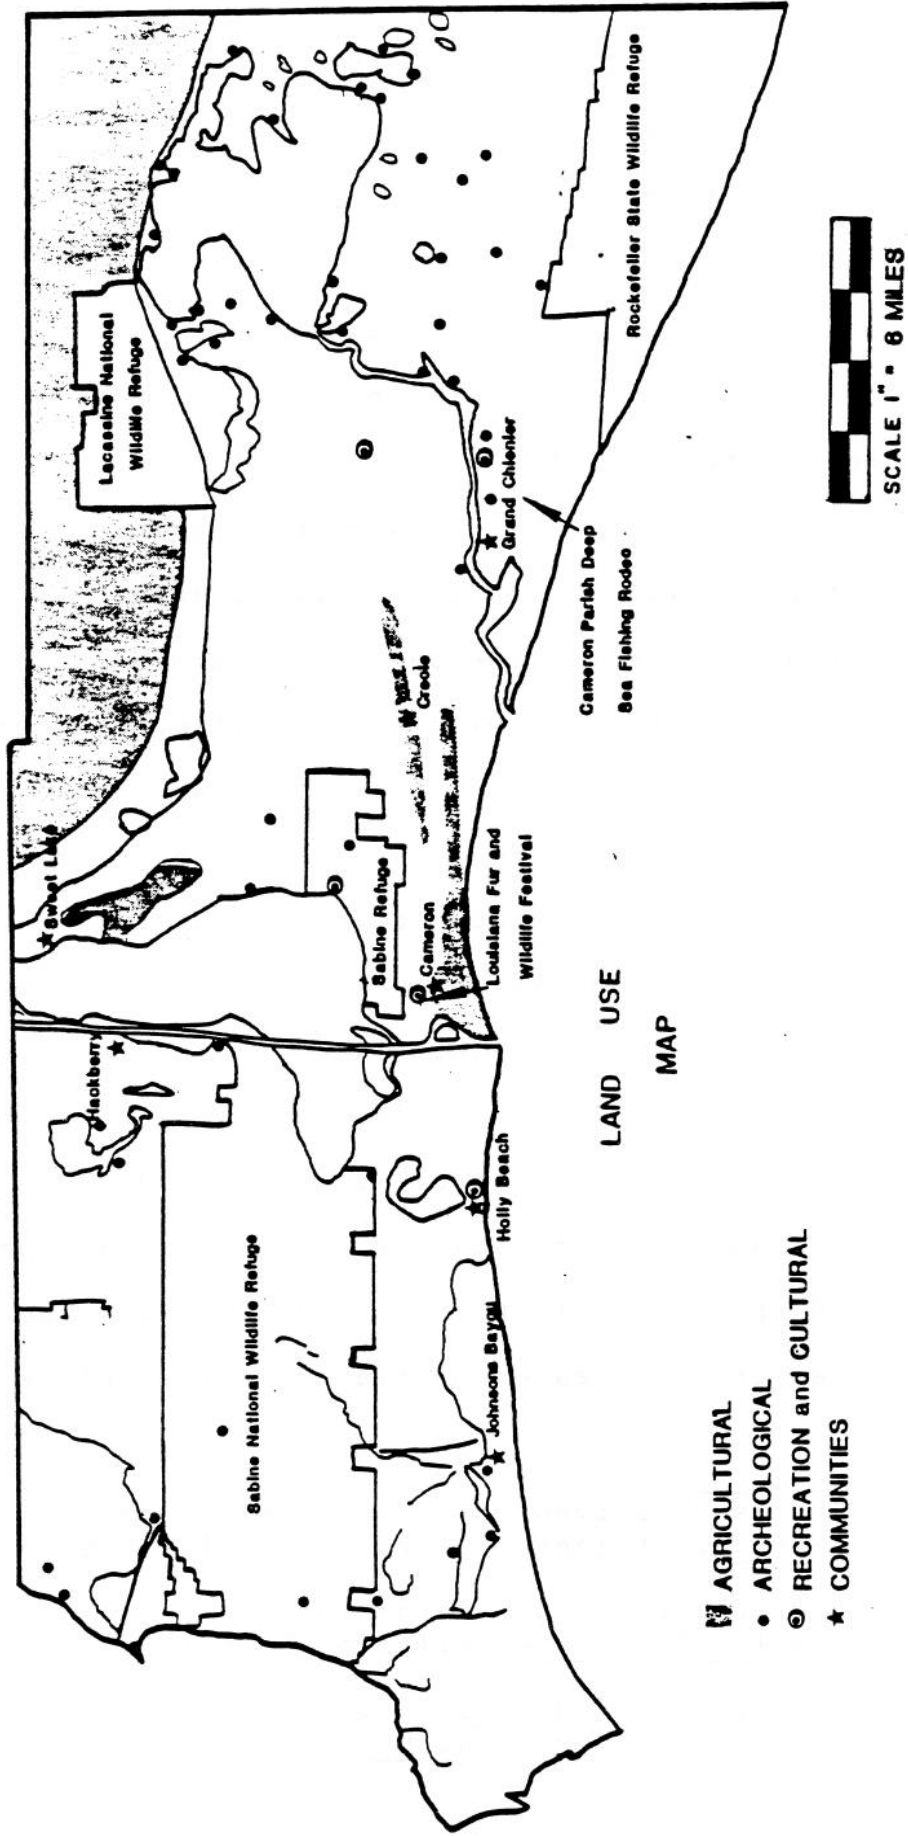 Lacassine National
Wildlife Refuge
Sweet Lake
Hackberry
Sabine National Wildlife Refuge
Sabine Refuge
Cameron
Creole
Grand Chienier
Rockefeller State Wildlife Refuge
Johnsons Bayou
Holly Beach
Louisiana Fur and
Wildlife Festival
Cameron Parish Deep
Sea Fishing Rodeo
LAND USE
MAP
AGRICULTURAL
ARCHEOLOGICAL
RECREATION and CULTURAL
COMMUNITIES
SCALE 1" = 6 MILES